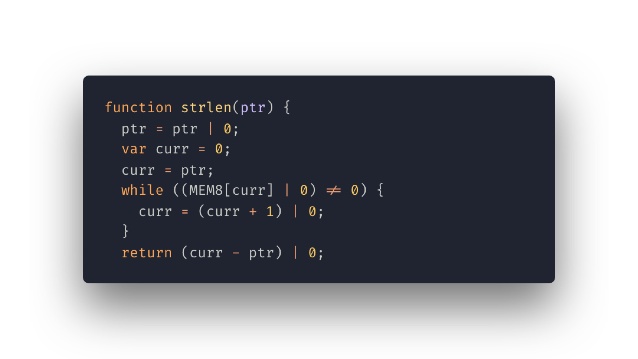 function strlen(ptr) {
  ptr = ptr | 0;
  var curr = 0;
  curr = ptr;
  while ((MEM8[curr] | 0) ≠ 0) {
    curr = (curr + 1) | 0;
  }
  return (curr - ptr) | 0;